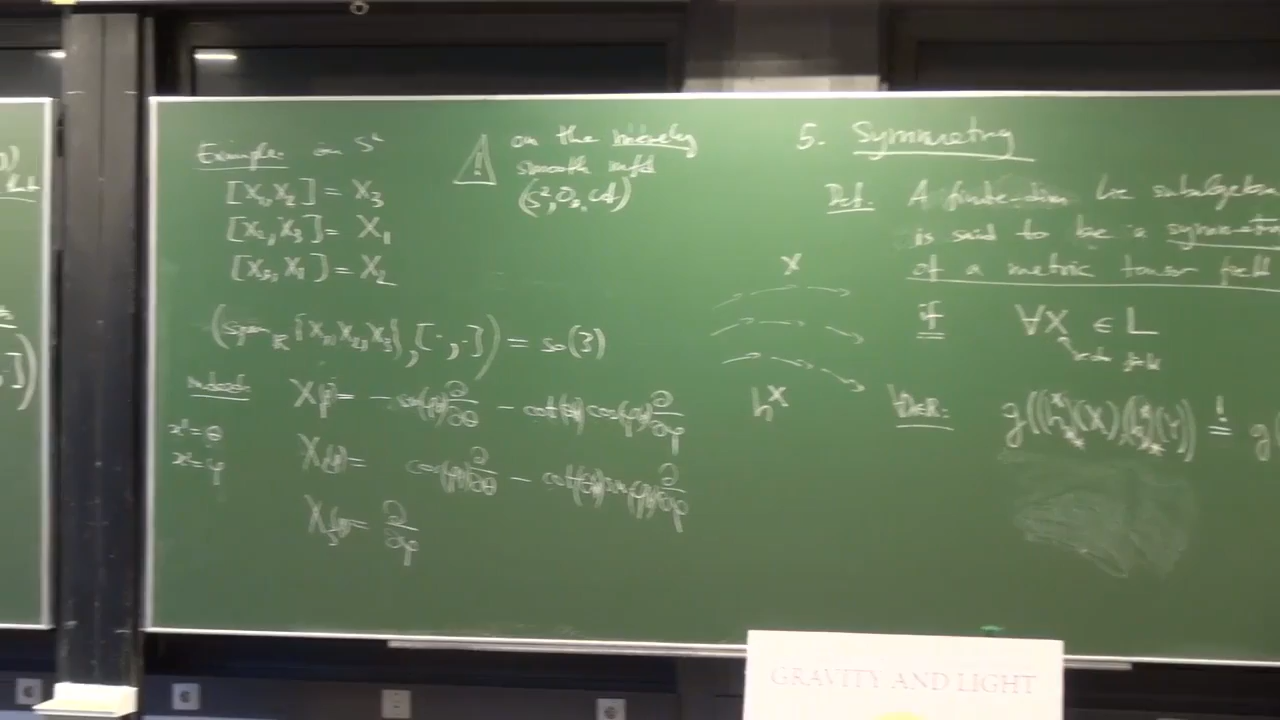 Example: on S²
[X₁, X₂] = X₃
[X₂, X₃] = X₁
[X₃, X₁] = X₂
(span_ℝ {X₁, X₂, X₃}, [·,·]) = so(3)
Indeed:
x¹ = θ
x² = φ
X₁(p) = - sin(φ) ∂/∂θ - cot(θ) cos(φ) ∂/∂φ
X₂(p) = cos(φ) ∂/∂θ - cot(θ) sin(φ) ∂/∂φ
X₃(p) = ∂/∂φ
⚠ on the merely
smooth mfd
(S², O, A)
5. Symmetry
Def. A finite-dim Lie subalgebra
is said to be a symmetry
of a metric tensor field
if ∀X ∈ L
X
h^X
g((
!
=
g(
GRAVITY AND LIGHT